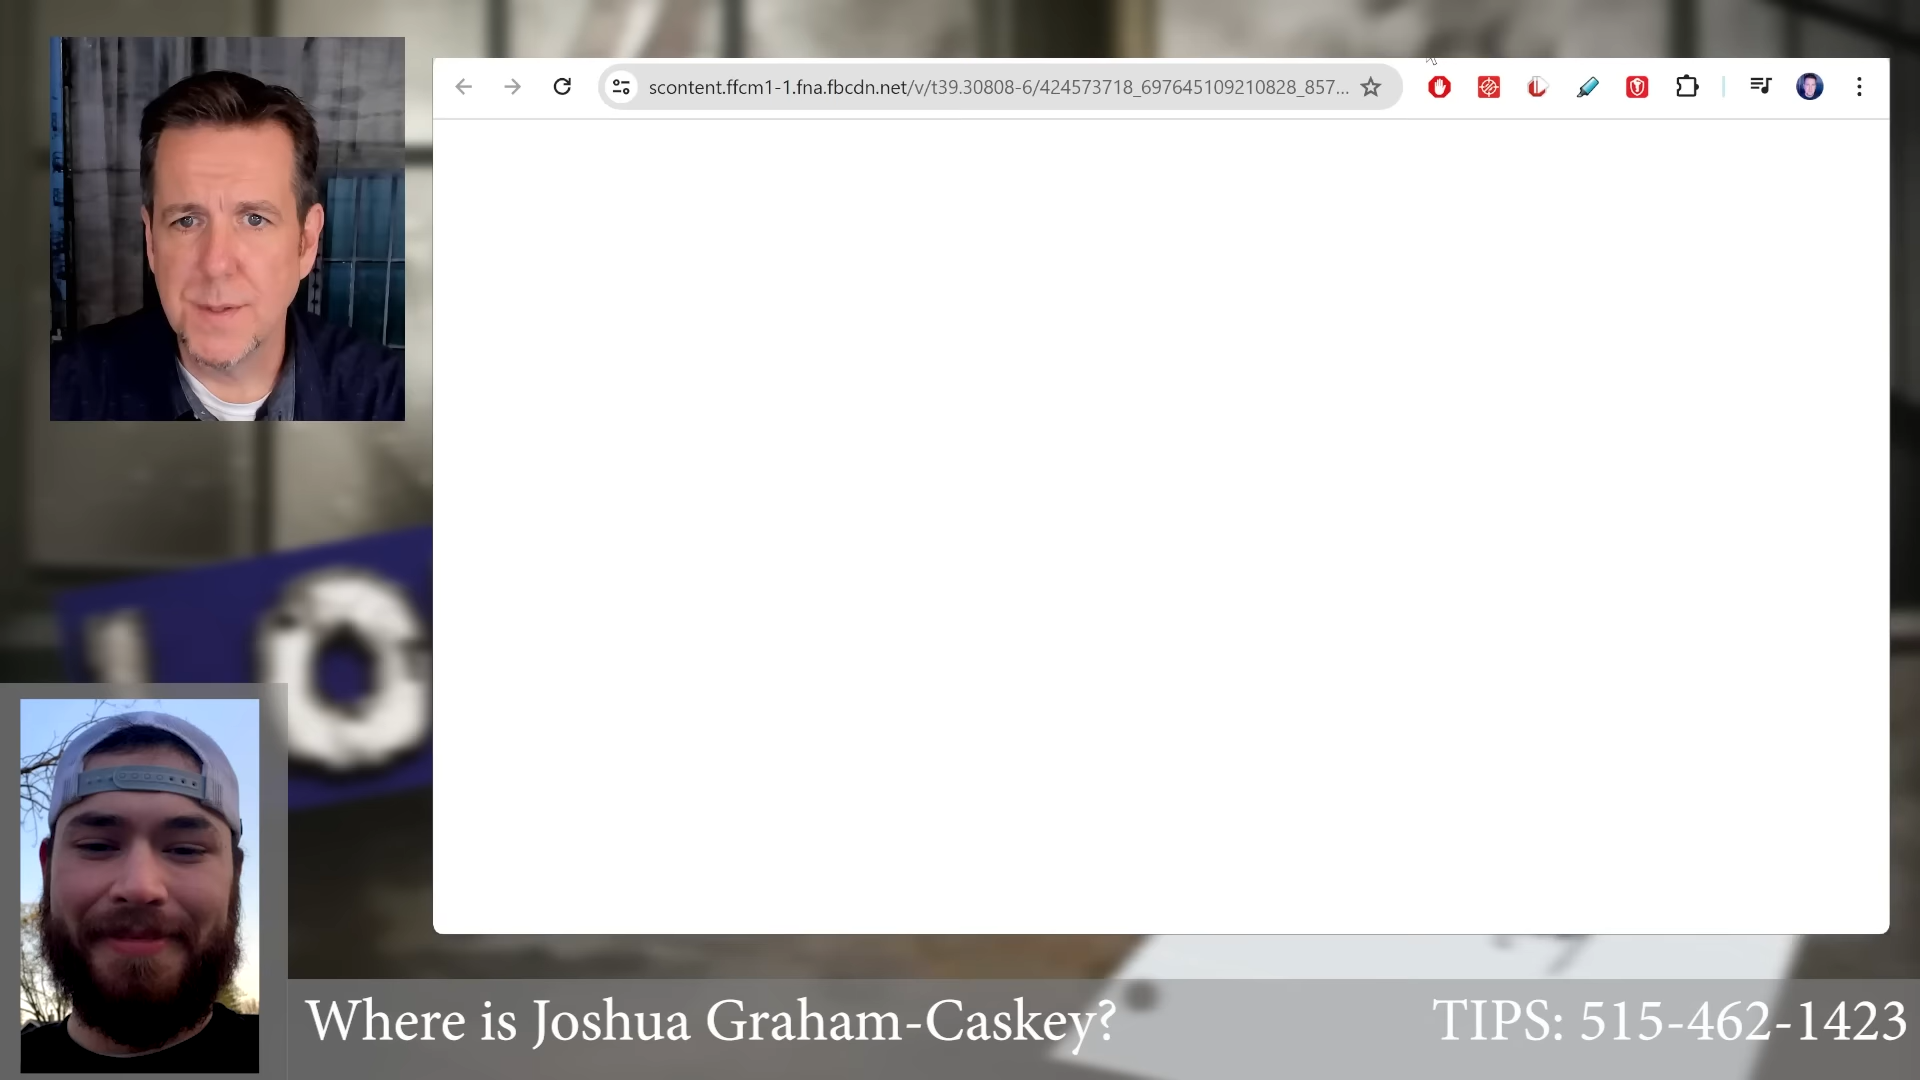 scontent.ffcm1-1.fna.fbcdn.net/v/t39.30808-6/424573718_697645109210828_857...
LO
Where is Joshua Graham-Caskey?
TIPS: 515-462-1423